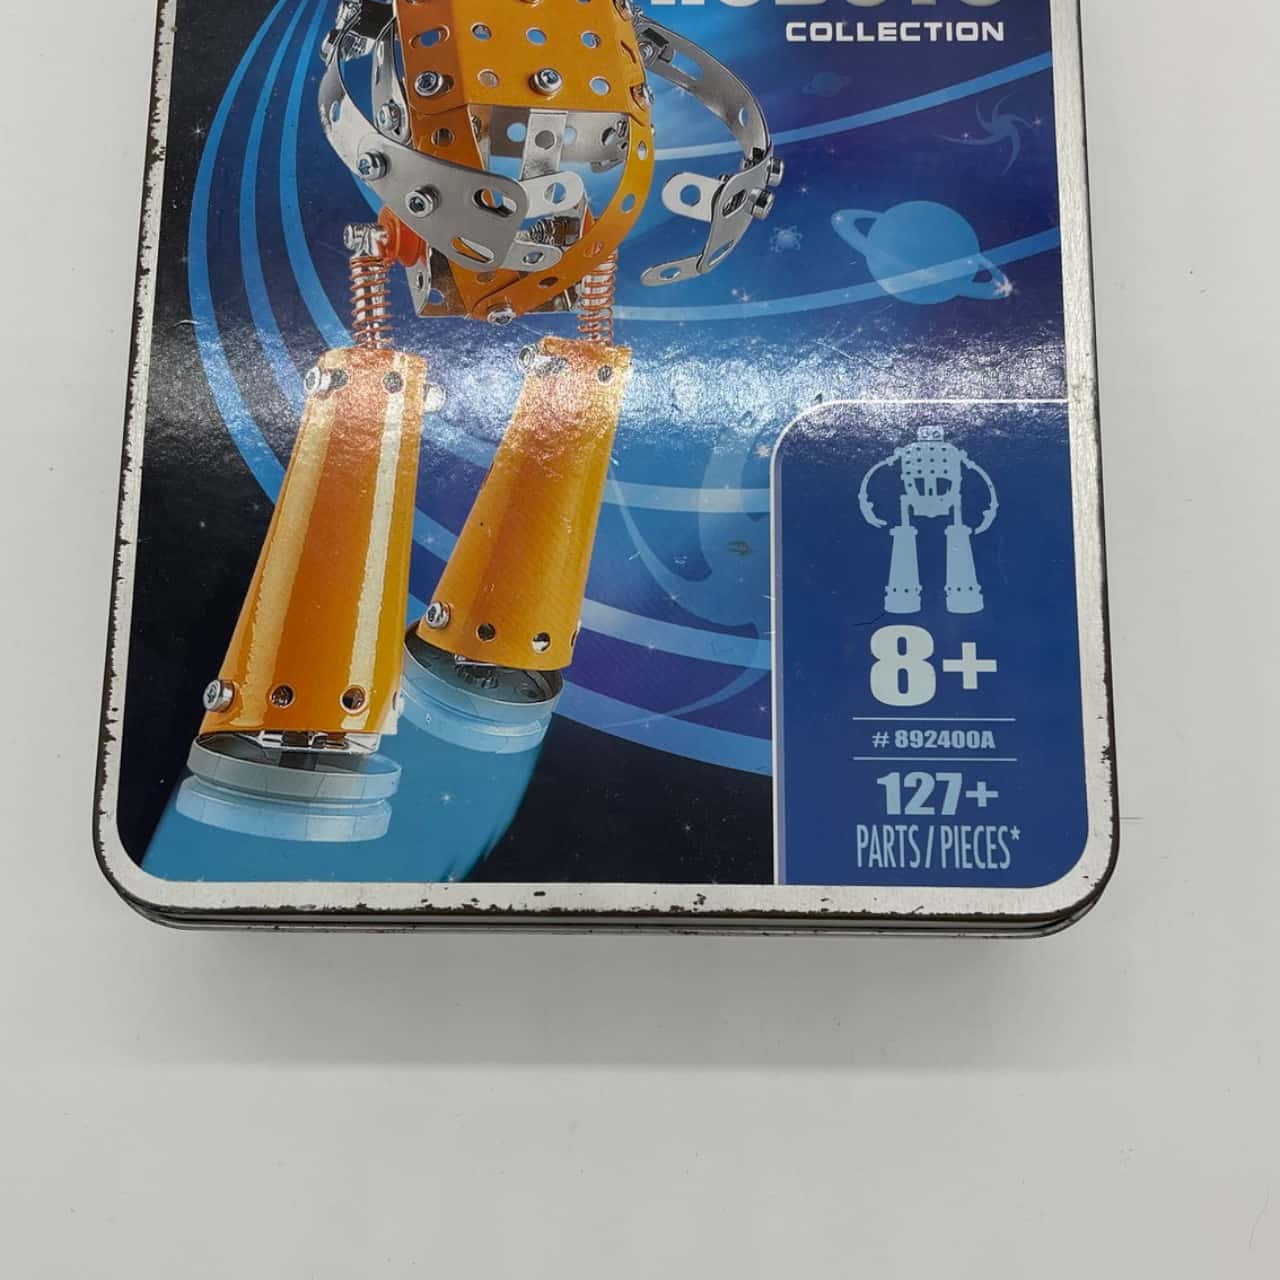 COLLECTION
8+
# 892400A
127+
PARTS/PIECES*